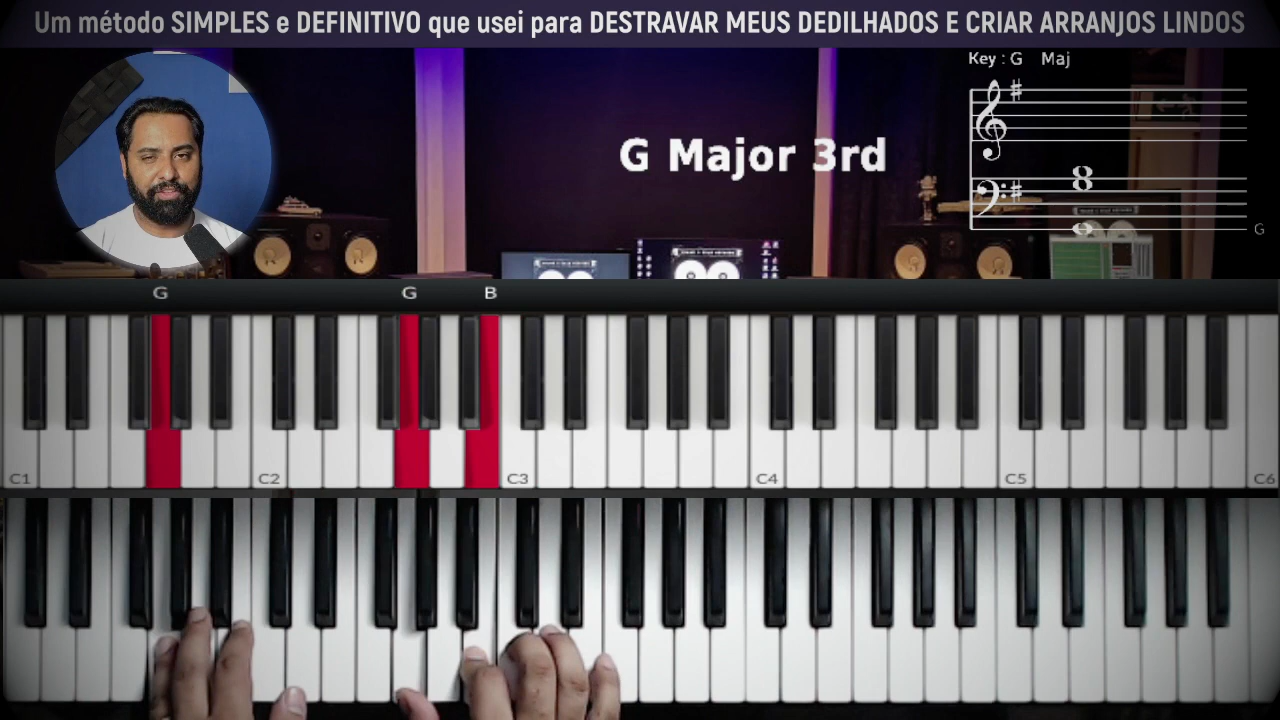 Um método SIMPLES e DEFINITIVO que usei para DESTRAVAR MEUS DEDILHADOS E CRIAR ARRANJOS LINDOS
Key : G Maj
G Major 3rd
G
G G B
C1 C2 C3 C4 C5 C6